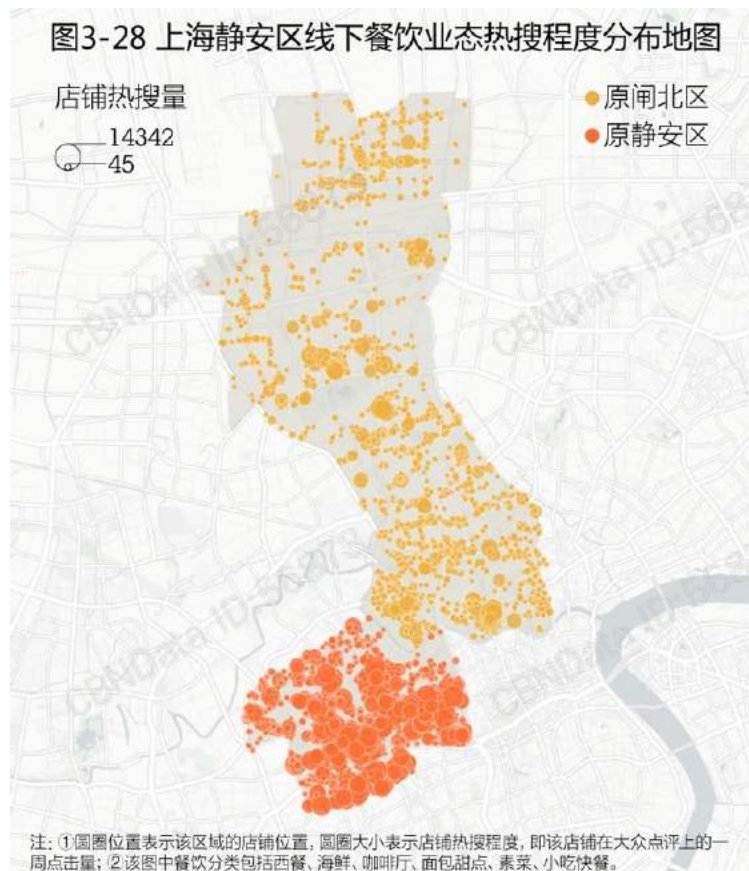 图3-28 上海静安区线下餐饮业态热搜程度分布地图
店铺热搜量
14342
45
原闸北区
原静安区
注: ①圆圈位置表示该区域的店铺位置, 圆圈大小表示店铺热搜程度, 即该店铺在大众点评上的一
周点击量; ②该图中餐饮分类包括西餐、海鲜、咖啡厅、面包甜点、素菜、小吃快餐。